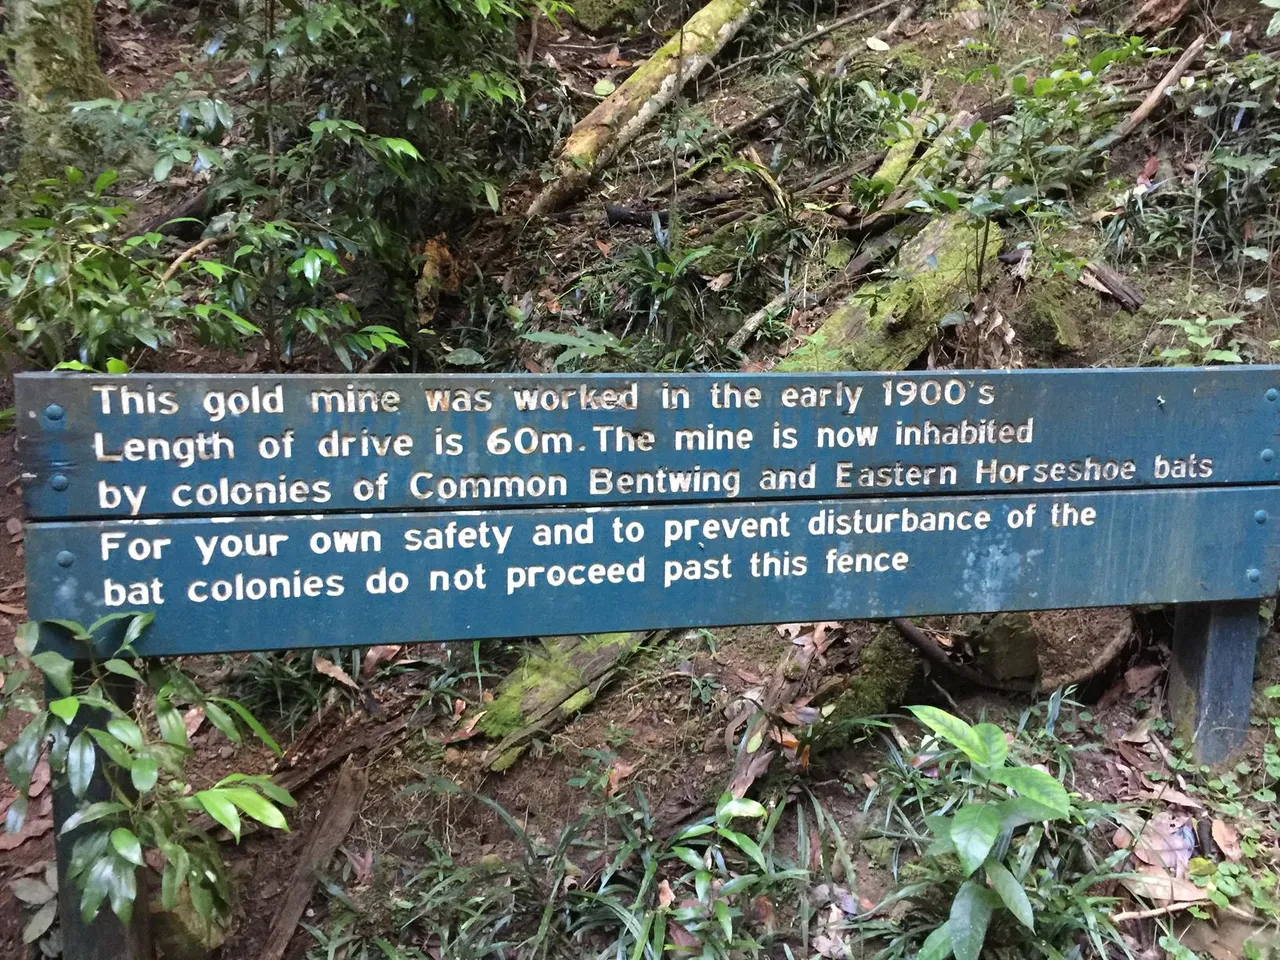 This gold mine was worked in the early 1900's
Length of drive is 60m. The mine is now inhabited
by colonies of Common Bentwing and Eastern Horseshoe bats
For your own safety and to prevent disturbance of the
bat colonies do not proceed past this fence